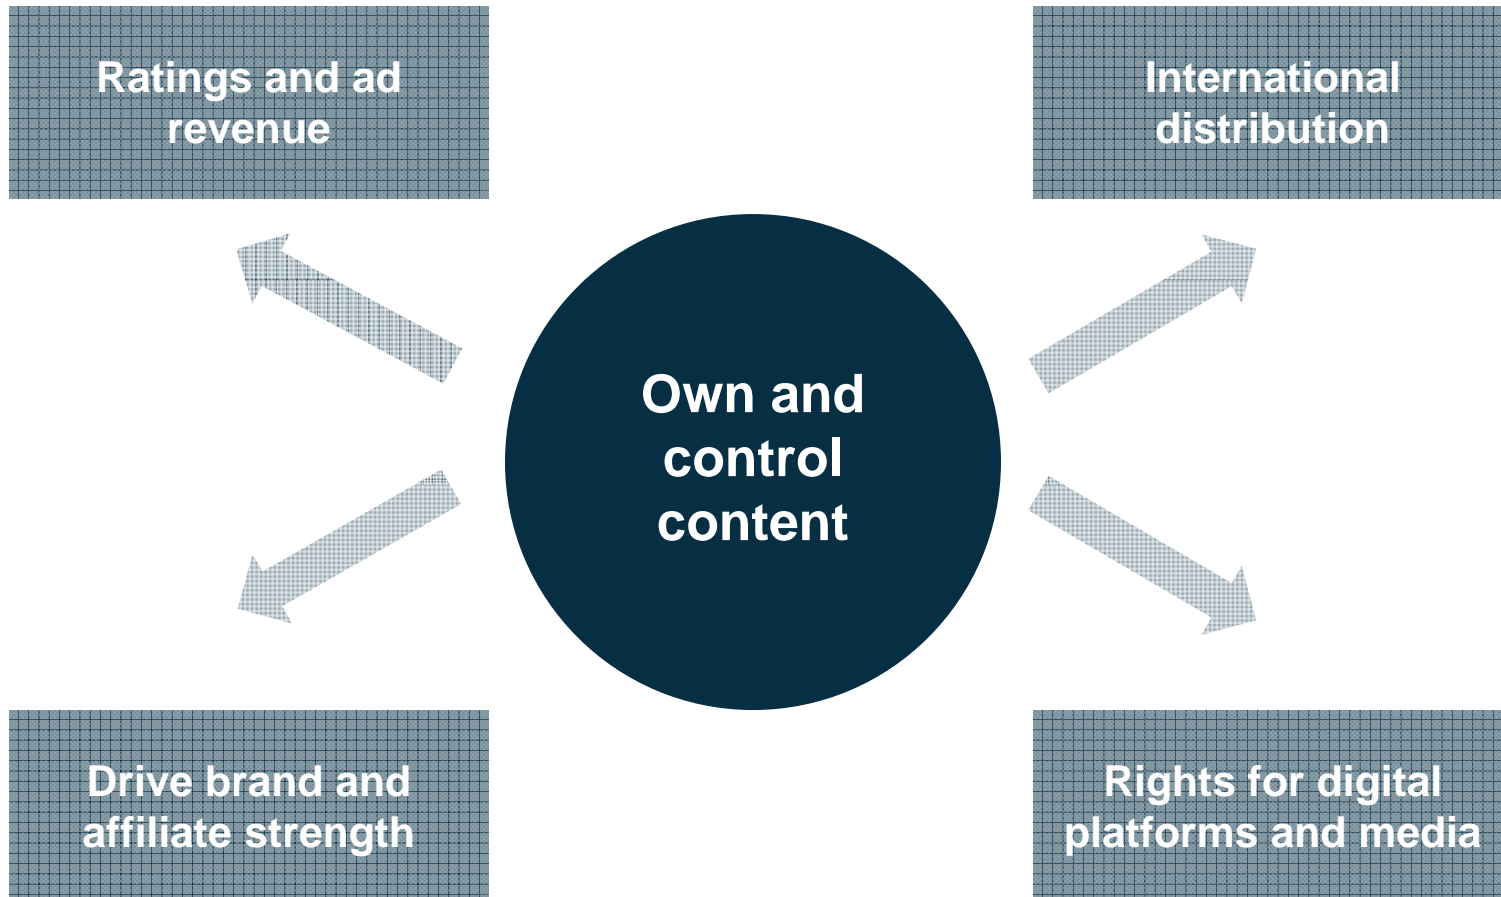 Ratings and ad
revenue
International
distribution
Own and
control
content
Drive brand and
affiliate strength
Rights for digital
platforms and media